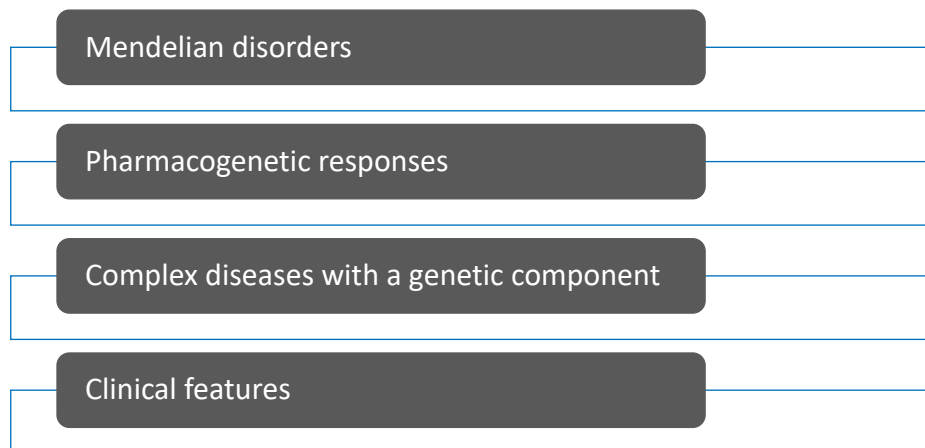 Mendelian disorders
Pharmacogenetic responses
Complex diseases with a genetic component
Clinical features